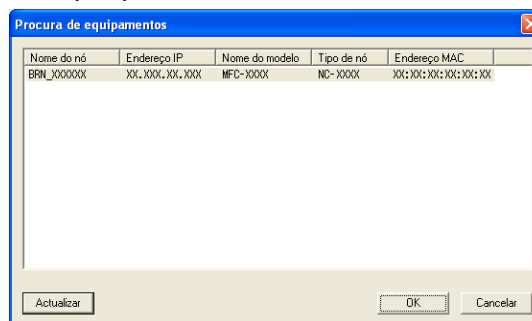 Procura de equipamentos
Nome do nó Endereço IP Nome do modelo Tipo de nó Endereço MAC
BRN_XXXXXX XX.XXX.XX.XXX MFC-XXXX NC-XXXX XX:XX:XX:XX:XX:XX
Actualizar OK Cancelar